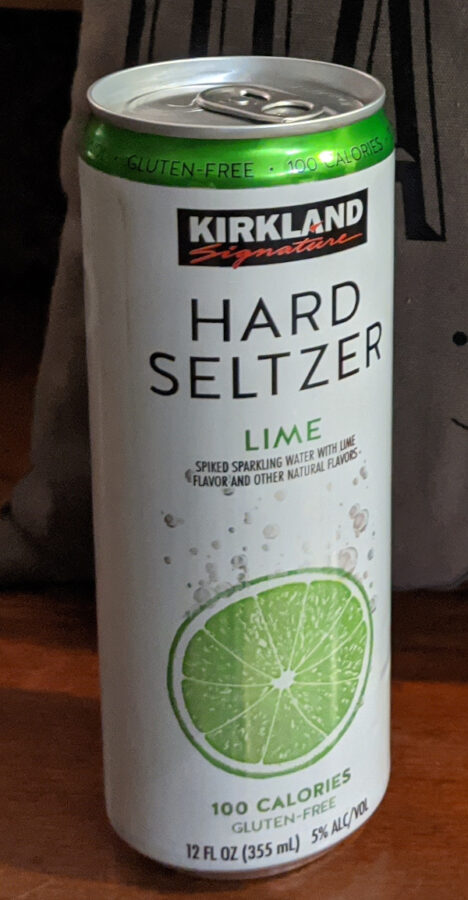 GLUTEN-FREE • 100 CALORIES
KIRKLAND
Signature
HARD
SELTZER
LIME
SPIKED SPARKLING WATER WITH LIME
FLAVOR AND OTHER NATURAL FLAVORS
100 CALORIES
GLUTEN-FREE
12 FL OZ (355 mL) 5% ALC/VOL